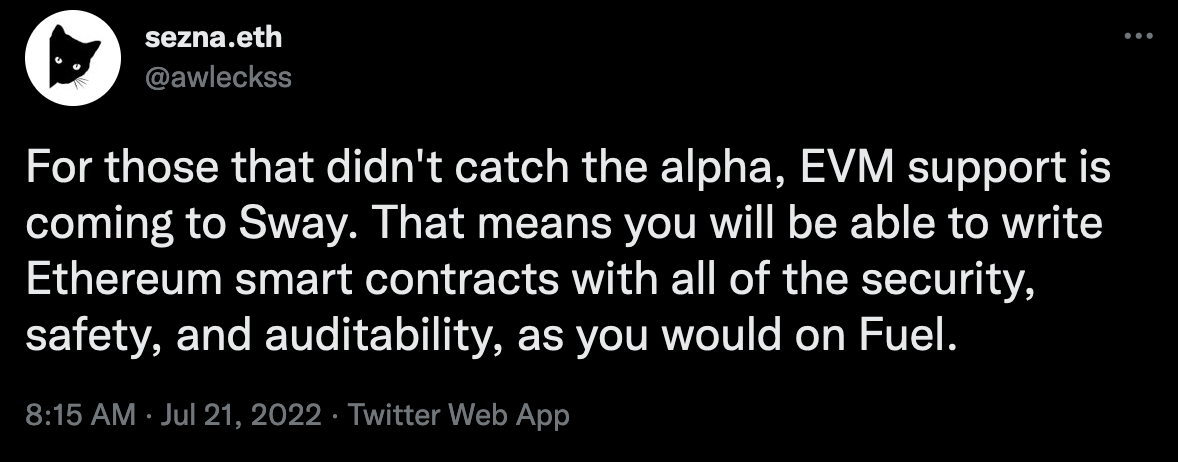 sezna.eth
@awleckss
For those that didn't catch the alpha, EVM support is
coming to Sway. That means you will be able to write
Ethereum smart contracts with all of the security,
safety, and auditability, as you would on Fuel.
8:15 AM · Jul 21, 2022 · Twitter Web App